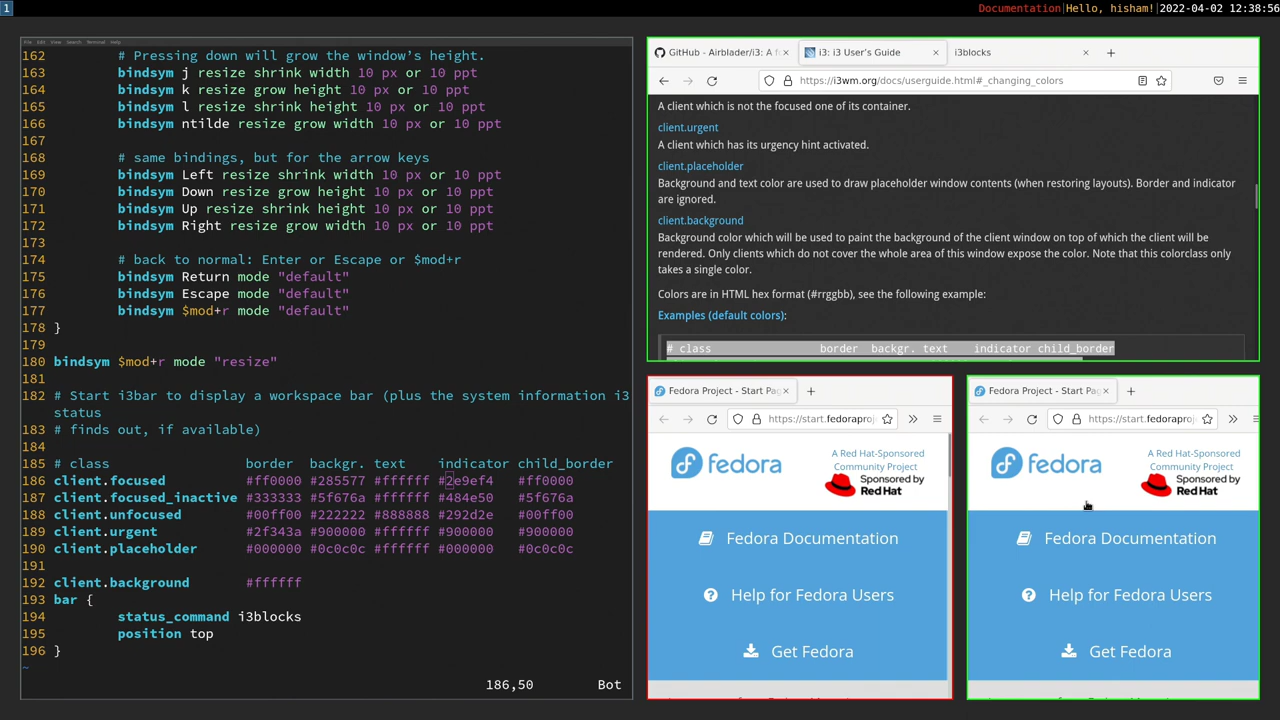 1
Documentation|Hello, hisham!|2022-04-02 12:38:56
File Edit View Search Terminal Help
162 # Pressing down will grow the window’s height.
163 bindsym j resize shrink width 10 px or 10 ppt
164 bindsym k resize grow height 10 px or 10 ppt
165 bindsym l resize shrink height 10 px or 10 ppt
166 bindsym ntilde resize grow width 10 px or 10 ppt
167
168 # same bindings, but for the arrow keys
169 bindsym Left resize shrink width 10 px or 10 ppt
170 bindsym Down resize grow height 10 px or 10 ppt
171 bindsym Up resize shrink height 10 px or 10 ppt
172 bindsym Right resize grow width 10 px or 10 ppt
173
174 # back to normal: Enter or Escape or $mod+r
175 bindsym Return mode "default"
176 bindsym Escape mode "default"
177 bindsym $mod+r mode "default"
178 }
179
180 bindsym $mod+r mode "resize"
181
182 # Start i3bar to display a workspace bar (plus the system information i3
status
183 # finds out, if available)
184
185 # class border backgr. text indicator child_border
186 client.focused #ff0000 #285577 #ffffff #2e9ef4 #ff0000
187 client.focused_inactive #333333 #5f676a #ffffff #484e50 #5f676a
188 client.unfocused #00ff00 #222222 #888888 #292d2e #00ff00
189 client.urgent #2f343a #900000 #ffffff #900000 #900000
190 client.placeholder #000000 #0c0c0c #ffffff #000000 #0c0c0c
191
192 client.background #ffffff
193 bar {
194 status_command i3blocks
195 position top
196 }
~
186,50 Bot
GitHub - Airblader/i3: A f
i3: i3 User’s Guide
i3blocks
https://i3wm.org/docs/userguide.html#_changing_colors
A client which is not the focused one of its container.
client.urgent
A client which has its urgency hint activated.
client.placeholder
Background and text color are used to draw placeholder window contents (when restoring layouts). Border and indicator
are ignored.
client.background
Background color which will be used to paint the background of the client window on top of which the client will be
rendered. Only clients which do not cover the whole area of this window expose the color. Note that this colorclass only
takes a single color.
Colors are in HTML hex format (#rrggbb), see the following example:
Examples (default colors):
# class border backgr. text indicator child_border
Fedora Project - Start Pag
https://start.fedoraproj
fedora
A Red Hat-Sponsored
Community Project
Sponsored by
Red Hat
Fedora Documentation
Help for Fedora Users
Get Fedora
Fedora Project - Start Pag
https://start.fedoraproj
fedora
A Red Hat-Sponsored
Community Project
Sponsored by
Red Hat
Fedora Documentation
Help for Fedora Users
Get Fedora